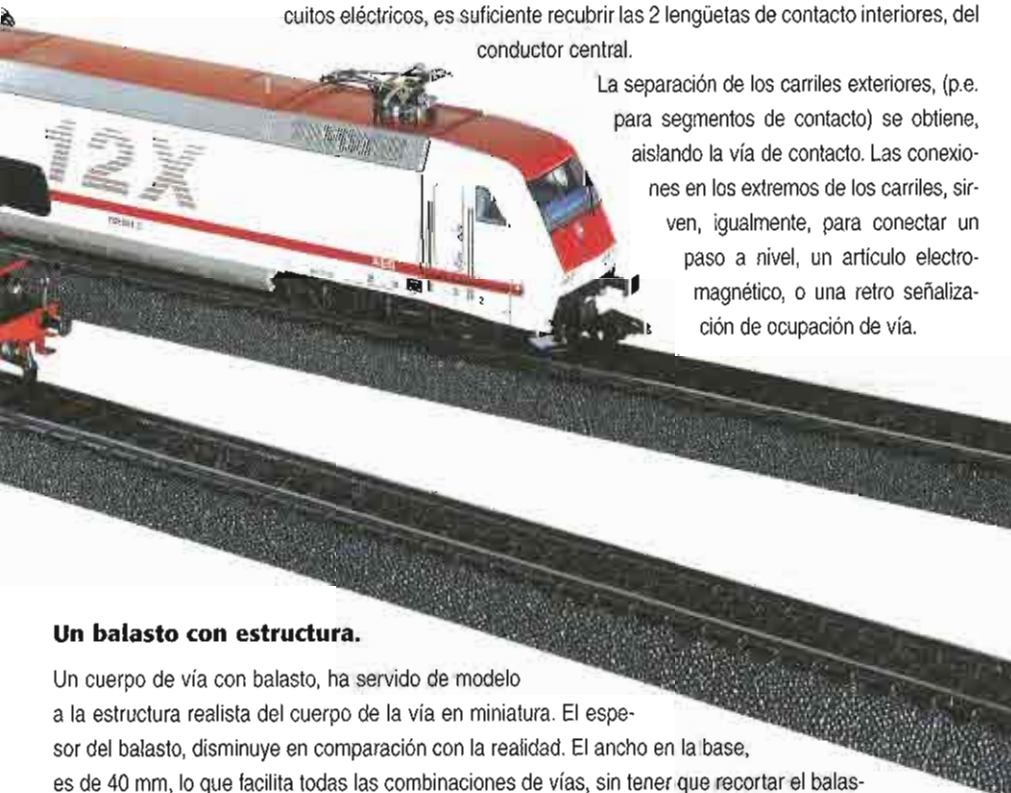 cuitos eléctricos, es suficiente recubrir las 2 lengüetas de contacto interiores, del
conductor central.
La separación de los carriles exteriores, (p.e.
para segmentos de contacto) se obtiene,
aislando la vía de contacto. Las conexio-
nes en los extremos de los carriles, sir-
ven, igualmente, para conectar un
paso a nivel, un artículo electro-
magnético, o una retro señaliza-
ción de ocupación de vía.
12X
AEG
2
Un balasto con estructura.
Un cuerpo de vía con balasto, ha servido de modelo
a la estructura realista del cuerpo de la vía en miniatura. El espe-
sor del balasto, disminuye en comparación con la realidad. El ancho en la base,
es de 40 mm, lo que facilita todas las combinaciones de vías, sin tener que recortar el balas-